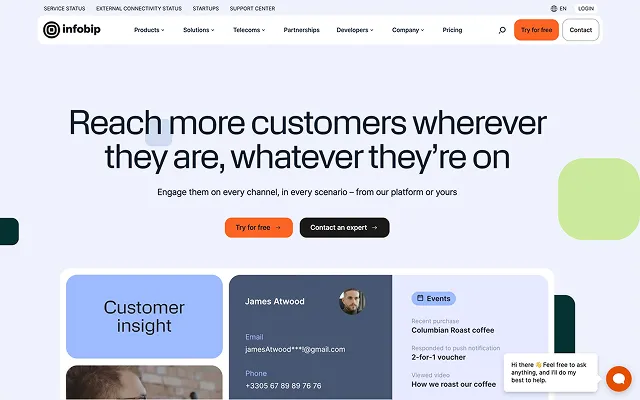 SERVICE STATUS EXTERNAL CONNECTIVITY STATUS STARTUPS SUPPORT CENTER EN LOGIN
infobip Products Solutions Telecoms Partnerships Developers Company Pricing Try for free Contact
Reach more customers wherever
they are, whatever they're on
Engage them on every channel, in every scenario – from our platform or yours
Try for free → Contact an expert →
Customer
insight
James Atwood
Email
jamesAtwood***!@gmail.com
Phone
+3305 67 89 89 76 76
Events
Recent purchase
Columbian Roast coffee
Responded to push notification
2-for-1 voucher
Viewed video
How we roast our coffee
Hi there 👋 Feel free to ask
anything, and I'll do my
best to help.